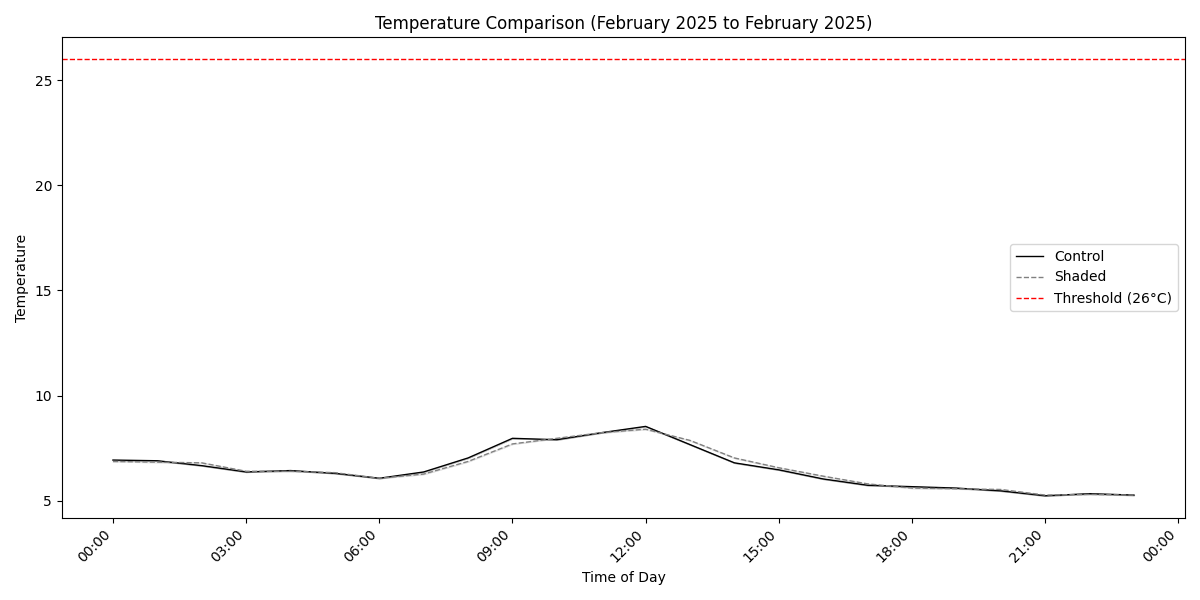 Temperature Comparison (February 2025 to February 2025)
25
20
15
10
5
Temperature
Control
Shaded
Threshold (26°C)
00:00
03:00
06:00
09:00
12:00
15:00
18:00
21:00
00:00
Time of Day